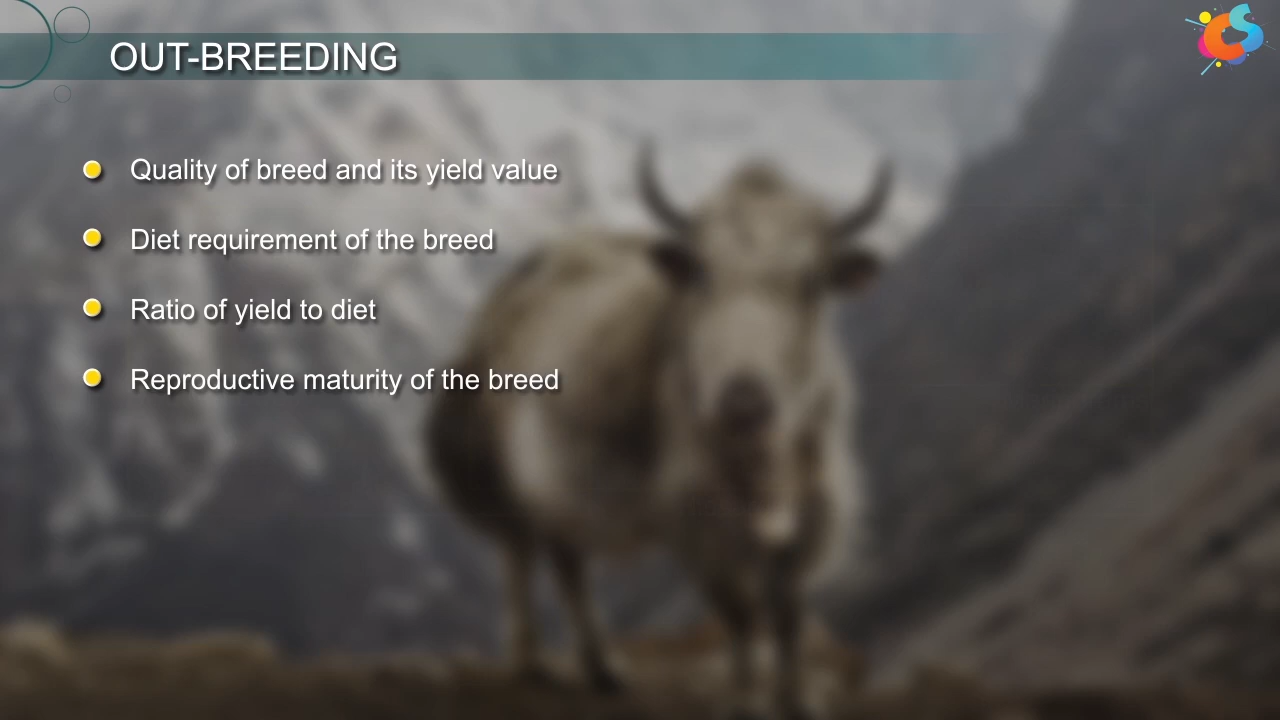 OUT-BREEDING
Quality of breed and its yield value
Diet requirement of the breed
Ratio of yield to diet
Reproductive maturity of the breed